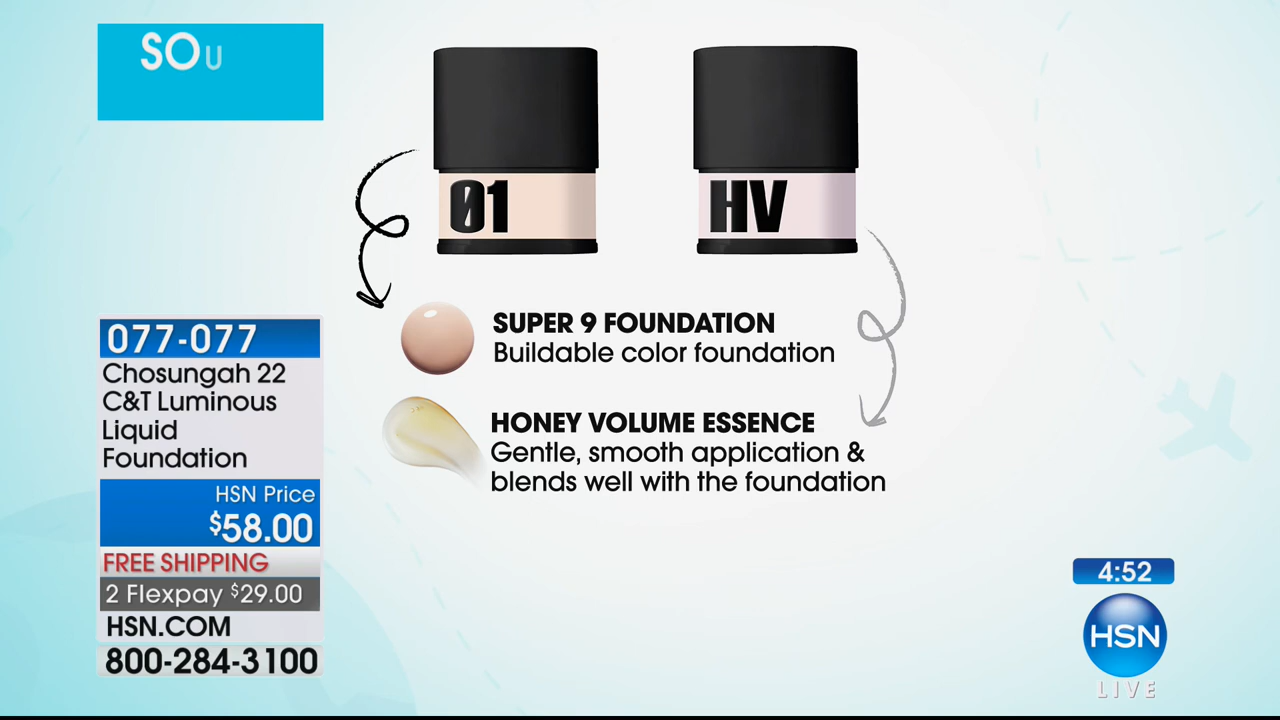 SOU
01
HV
SUPER 9 FOUNDATION
Buildable color foundation
HONEY VOLUME ESSENCE
Gentle, smooth application &
blends well with the foundation
077-077
Chosungah 22
C&T Luminous
Liquid
Foundation
HSN Price
$58.00
FREE SHIPPING
2 Flexpay $29.00
HSN.COM
800-284-3100
4:52
HSN
LIVE